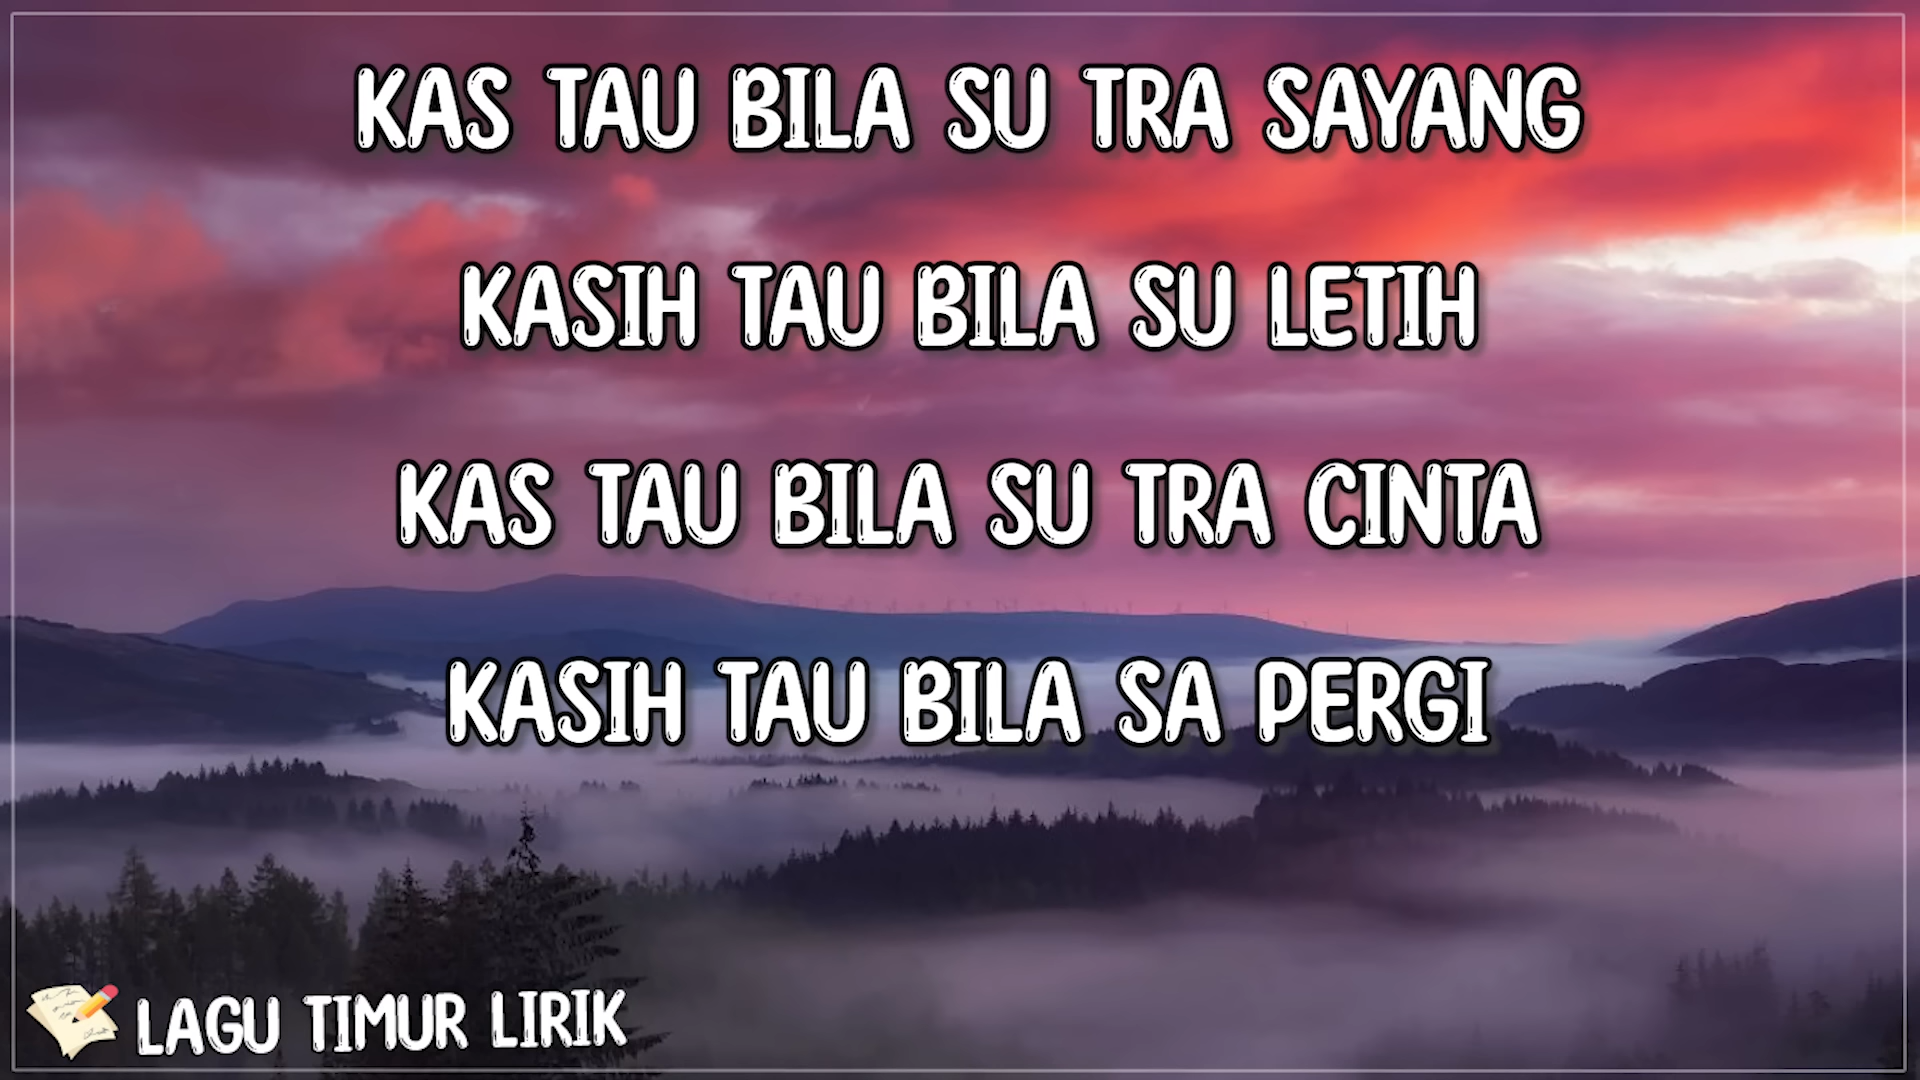 KAS TAU BILA SU TRA SAYANG
KASIH TAU BILA SU LETIH
KAS TAU BILA SU TRA CINTA
KASIH TAU BILA SA PERGI
LAGU TIMUR LIRIK